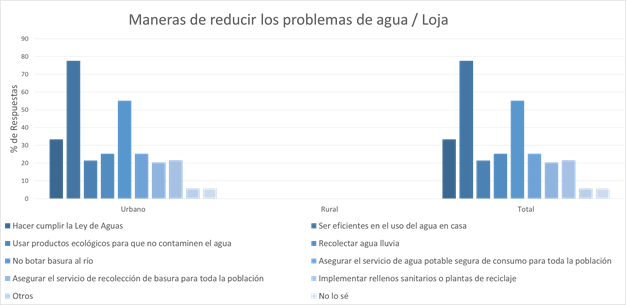 Maneras de reducir los problemas de agua / Loja
% de Respuestas
90
80
70
60
50
40
30
20
10
0
Urbano Rural Total
Hacer cumplir la Ley de Aguas
Ser eficientes en el uso del agua en casa
Usar productos ecológicos para que no contaminen el agua
Recolectar agua lluvia
No botar basura al río
Asegurar el servicio de agua potable segura de consumo para toda la población
Asegurar el servicio de recolección de basura para toda la población
Implementar rellenos sanitarios o plantas de reciclaje
Otros
No lo sé